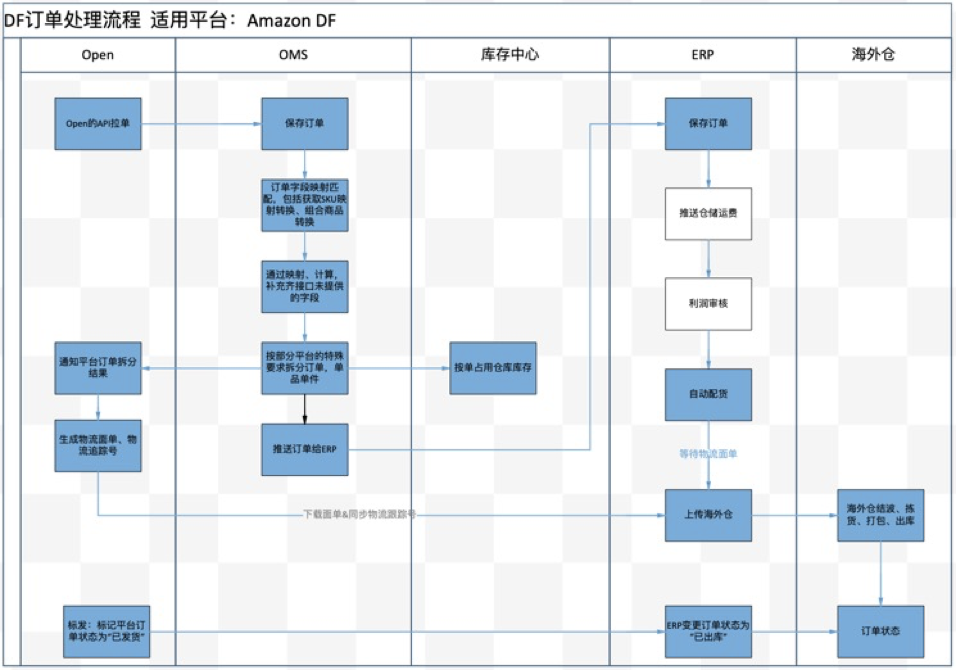 DF订单处理流程 适用平台：Amazon DF
Open
OMS
库存中心
ERP
海外仓
Open的API拉单
保存订单
保存订单
订单字段映射匹
配，包括获取SKU映
射转换、组合商品
转换
推送仓储运费
通过映射、计算，
补充齐接口未提供
的字段
利润审核
通知平台订单拆分
结果
按部分平台的特殊
要求拆分订单，单
品单件
按单占用仓库库存
自动配货
生成物流面单、物
流追踪号
推送订单给ERP
等待物流面单
下载面单&同步物流跟踪号
上传海外仓
海外仓结波、拣
货、打包、出库
标发：标记平台订
单状态为“已发货”
ERP变更订单状态为
“已出库”
订单状态